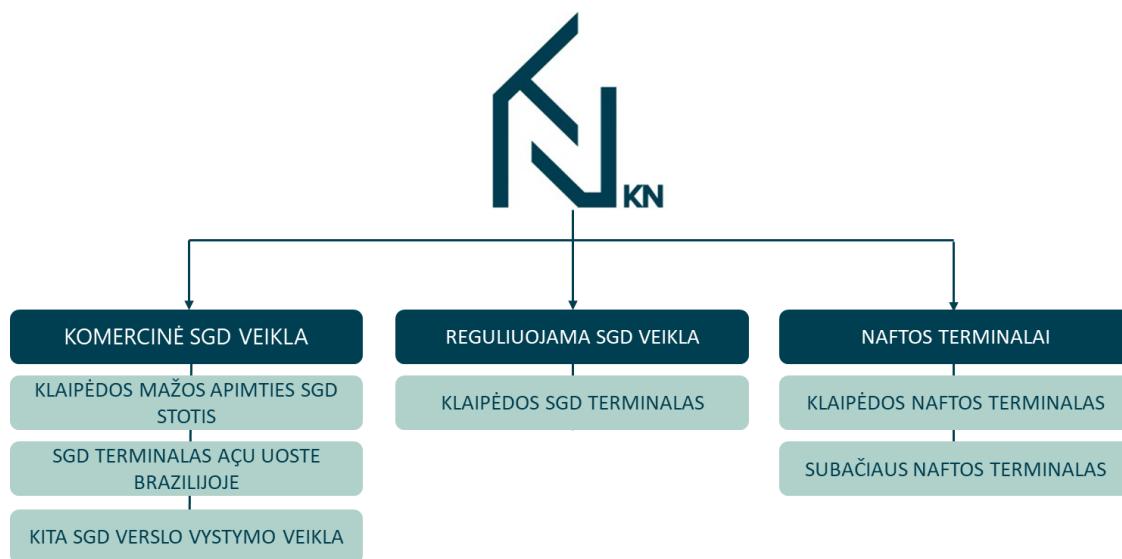 KN
KOMERCINĖ SGD VEIKLA
KLAIPĖDOS MAŽOS APIMTIES SGD
STOTIS
SGD TERMINALAS AÇU UOSTE
BRAZILIJOJE
KITA SGD VERSLO VYSTYMO VEIKLA
REGULIUOJAMA SGD VEIKLA
KLAIPĖDOS SGD TERMINALAS
NAFTOS TERMINALAI
KLAIPĖDOS NAFTOS TERMINALAS
SUBAČIAUS NAFTOS TERMINALAS